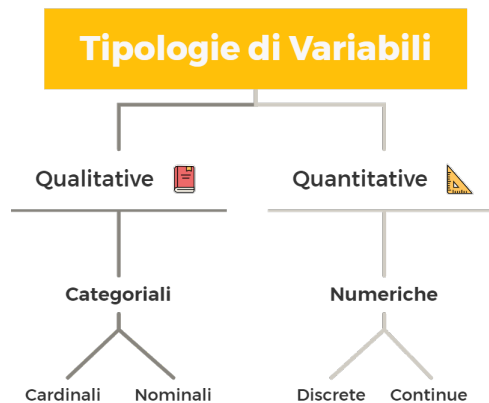 Tipologie di Variabili
Qualitative
Quantitative
Categoriali
Numeriche
Cardinali
Nominali
Discrete
Continue